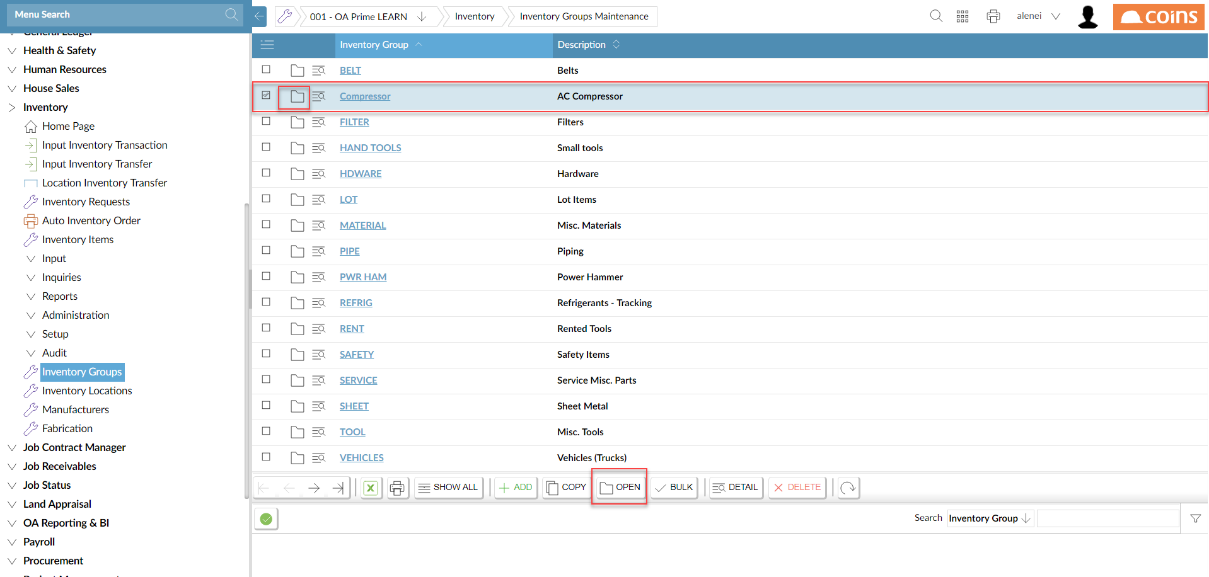 Menu Search
General Ledger
Health & Safety
Human Resources
House Sales
Inventory
Home Page
Input Inventory Transaction
Input Inventory Transfer
Location Inventory Transfer
Inventory Requests
Auto Inventory Order
Inventory Items
Input
Inquiries
Reports
Administration
Setup
Audit
Inventory Groups
Inventory Locations
Manufacturers
Fabrication
Job Contract Manager
Job Receivables
Job Status
Land Appraisal
OA Reporting & BI
Payroll
Procurement
001 - OA Prime LEARN Inventory Inventory Groups Maintenance alenei coins
Inventory Group Description
BELT Belts
Compressor AC Compressor
FILTER Filters
HAND TOOLS Small tools
HDWARE Hardware
LOT Lot Items
MATERIAL Misc. Materials
PIPE Piping
PWR HAM Power Hammer
REFRIG Refrigerants - Tracking
RENT Rented Tools
SAFETY Safety Items
SERVICE Service Misc. Parts
SHEET Sheet Metal
TOOL Misc. Tools
VEHICLES Vehicles (Trucks)
SHOW ALL ADD COPY OPEN BULK DETAIL DELETE
Search Inventory Group